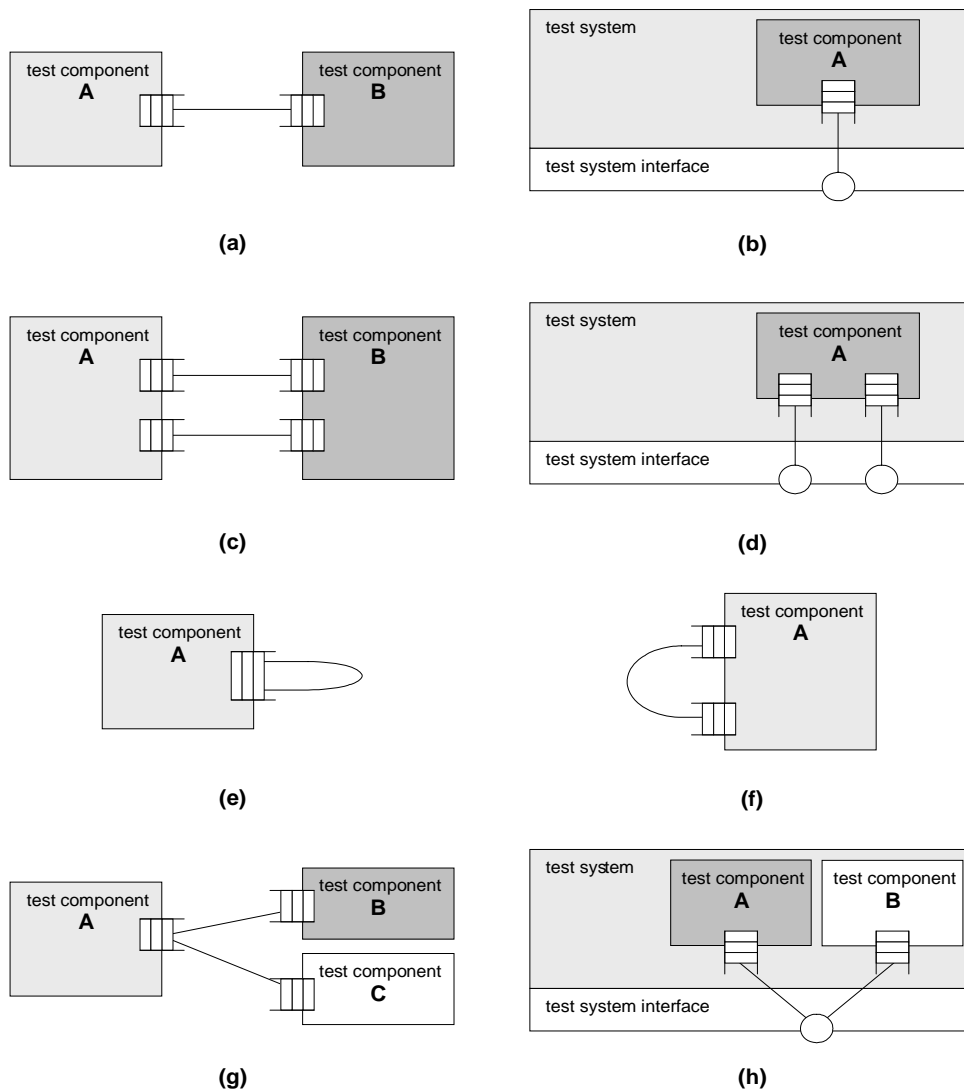 test component
A
test component
B
(a)
test system
test component
A
test system interface
(b)
test component
A
test component
B
(c)
test system
test component
A
test system interface
(d)
test component
A
(e)
test component
A
(f)
test component
A
test component
B
test component
C
(g)
test system
test component
A
test component
B
test system interface
(h)